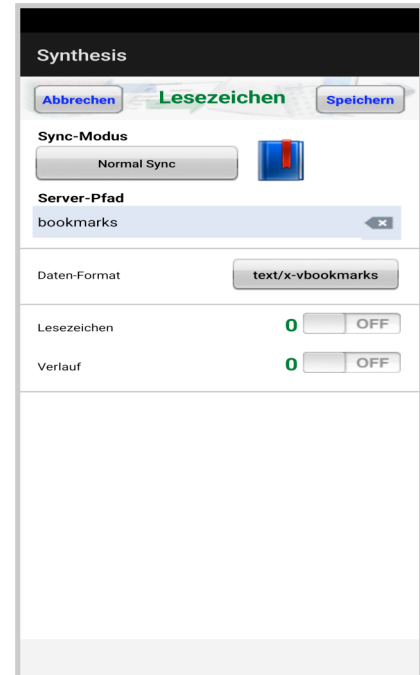 Synthesis
Abbrechen Lesezeichen Speichern
Sync-Modus
Normal Sync
Server-Pfad
bookmarks
Daten-Format text/x-vbookmarks
Lesezeichen 0 OFF
Verlauf 0 OFF